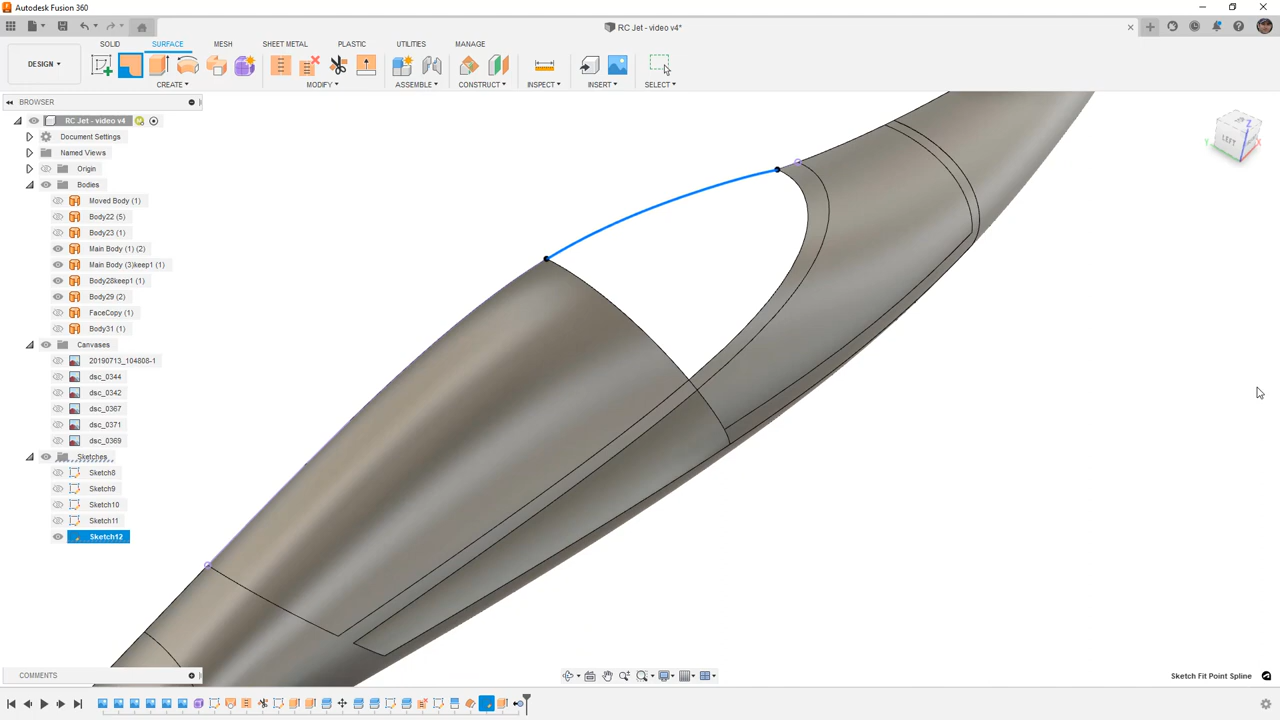 Autodesk Fusion 360
RC Jet - video v4*
DESIGN
SOLID
SURFACE
MESH
SHEET METAL
PLASTIC
UTILITIES
MANAGE
CREATE
MODIFY
ASSEMBLE
CONSTRUCT
INSPECT
INSERT
SELECT
BROWSER
RC Jet - video v4
Document Settings
Named Views
Origin
Bodies
Moved Body (1)
Body22 (5)
Body23 (1)
Main Body (1) (2)
Main Body (3)keep1 (1)
Body28keep1 (1)
Body29 (2)
FaceCopy (1)
Body31 (1)
Canvases
20190713_104808-1
dsc_0344
dsc_0342
dsc_0367
dsc_0371
dsc_0369
Sketches
Sketch8
Sketch9
Sketch10
Sketch11
Sketch12
Z
LEFT
X
COMMENTS
Sketch Fit Point Spline